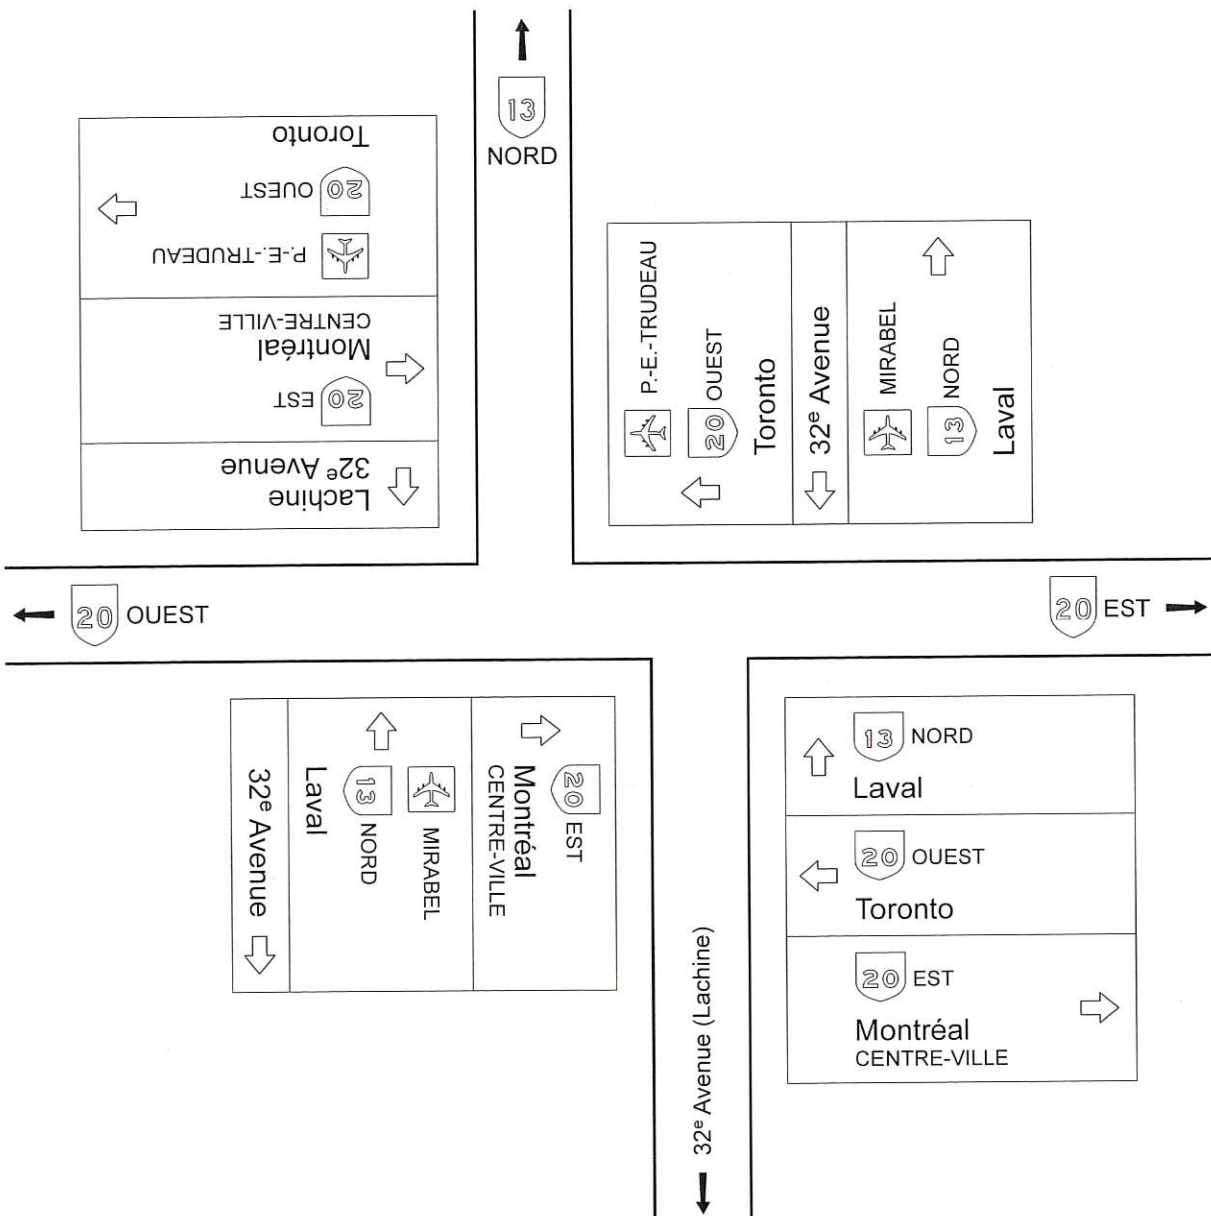 13
NORD
Toronto
20 OUEST
P.-E.-TRUDEAU
CENTRE-VILLE
Montréal
20 EST
32e Avenue
Lachine
P.-E.-TRUDEAU
20 OUEST
Toronto
32e Avenue
MIRABEL
13 NORD
Laval
20 OUEST
20 EST
32e Avenue
Laval
13 NORD
MIRABEL
Montréal
CENTRE-VILLE
20 EST
32e Avenue (Lachine)
13 NORD
Laval
20 OUEST
Toronto
20 EST
Montréal
CENTRE-VILLE